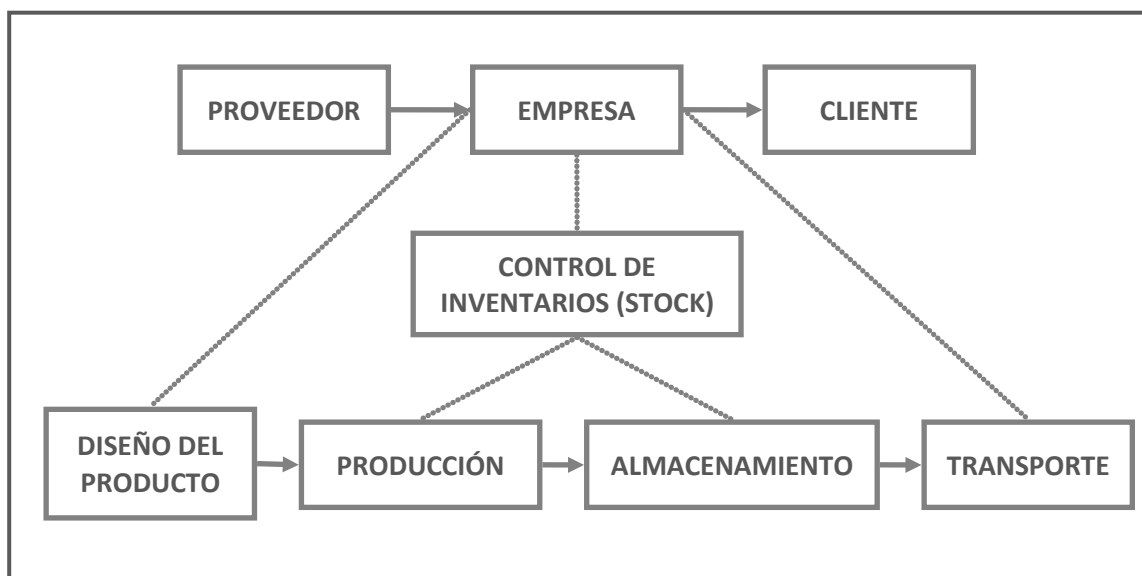 PROVEEDOR
EMPRESA
CLIENTE
CONTROL DE
INVENTARIOS (STOCK)
DISEÑO DEL
PRODUCTO
PRODUCCIÓN
ALMACENAMIENTO
TRANSPORTE